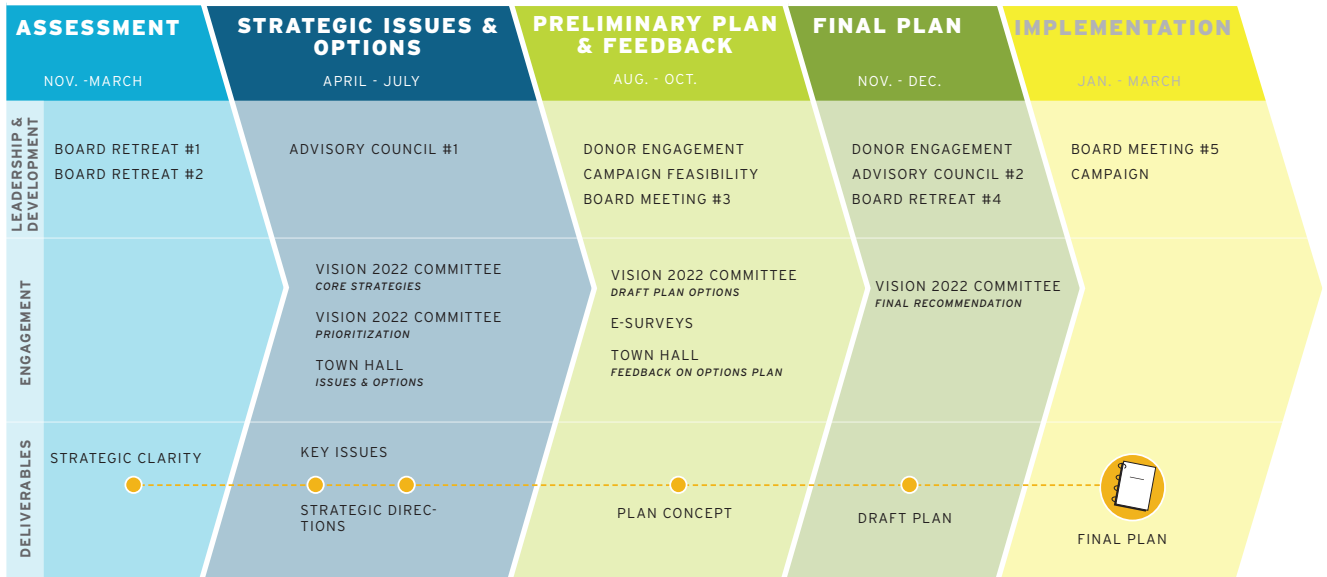 ASSESSMENT
NOV. -MARCH
STRATEGIC ISSUES &
OPTIONS
APRIL - JULY
PRELIMINARY PLAN
& FEEDBACK
AUG. - OCT.
FINAL PLAN
NOV. - DEC.
IMPLEMENTATION
JAN. - MARCH
LEADERSHIP &
DEVELOPMENT
BOARD RETREAT #1
BOARD RETREAT #2
ADVISORY COUNCIL #1
DONOR ENGAGEMENT
CAMPAIGN FEASIBILITY
BOARD MEETING #3
DONOR ENGAGEMENT
ADVISORY COUNCIL #2
BOARD RETREAT #4
BOARD MEETING #5
CAMPAIGN
ENGAGEMENT
VISION 2022 COMMITTEE
CORE STRATEGIES
VISION 2022 COMMITTEE
PRIORITIZATION
TOWN HALL
ISSUES & OPTIONS
VISION 2022 COMMITTEE
DRAFT PLAN OPTIONS
E-SURVEYS
TOWN HALL
FEEDBACK ON OPTIONS PLAN
VISION 2022 COMMITTEE
FINAL RECOMMENDATION
DELIVERABLES
STRATEGIC CLARITY
KEY ISSUES
STRATEGIC DIREC-
TIONS
PLAN CONCEPT
DRAFT PLAN
FINAL PLAN